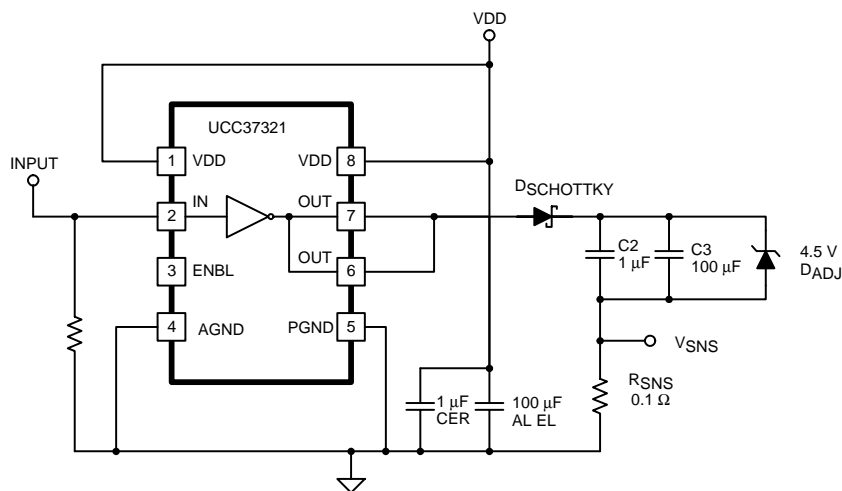 VDD
UCC37321
INPUT
1 VDD VDD 8
2 IN OUT 7
DSCHOTTKY
3 ENBL OUT 6
C2
1 μF
C3
100 μF
4.5 V
DADJ
4 AGND PGND 5
VSNS
1 μF
CER
100 μF
AL EL
RSNS
0.1 Ω